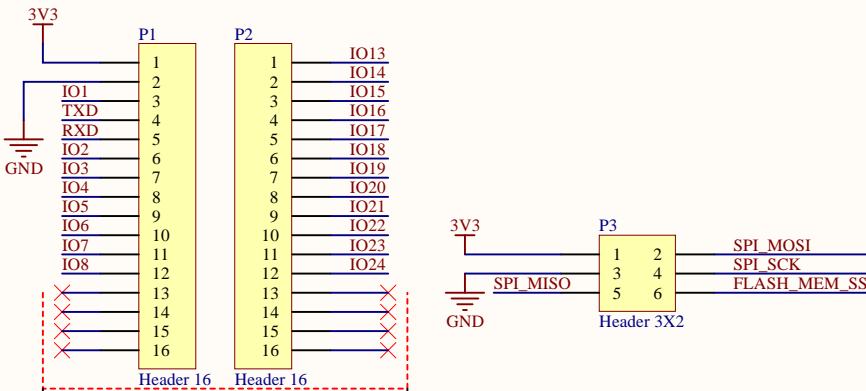 3V3
P1 P2
1 1 IO13
2 2 IO14
IO1 3 3 IO15
TXD 4 4 IO16
RXD 5 5 IO17
GND
IO2 6 6 IO18
IO3 7 7 IO19
IO4 8 8 IO20
IO5 9 9 IO21
IO6 10 10 IO22
IO7 11 11 IO23
IO8 12 12 IO24
13 13
14 14
15 15
16 16
Header 16 Header 16
3V3
P3
1 2 SPI_MOSI
3 4 SPI_SCK
SPI_MISO 5 6 FLASH_MEM_SS
GND
Header 3X2